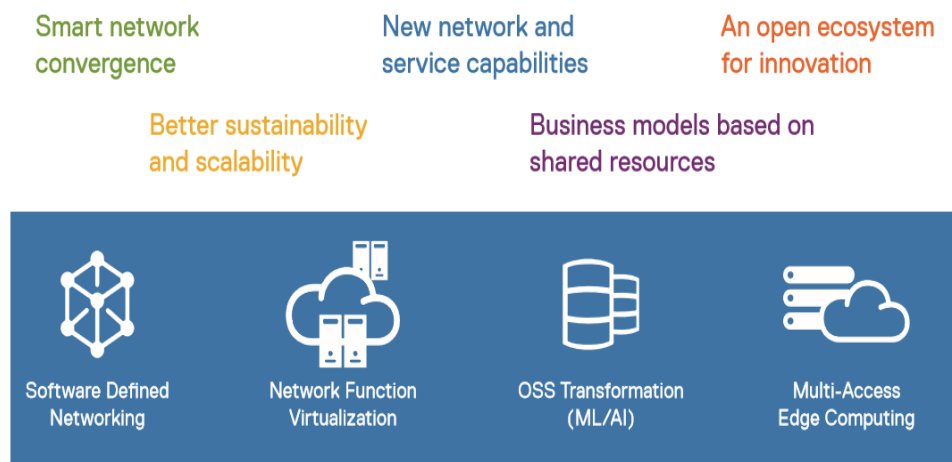 Smart network
convergence
New network and
service capabilities
An open ecosystem
for innovation
Better sustainability
and scalability
Business models based on
shared resources
Software Defined
Networking
Network Function
Virtualization
OSS Transformation
(ML/AI)
Multi-Access
Edge Computing